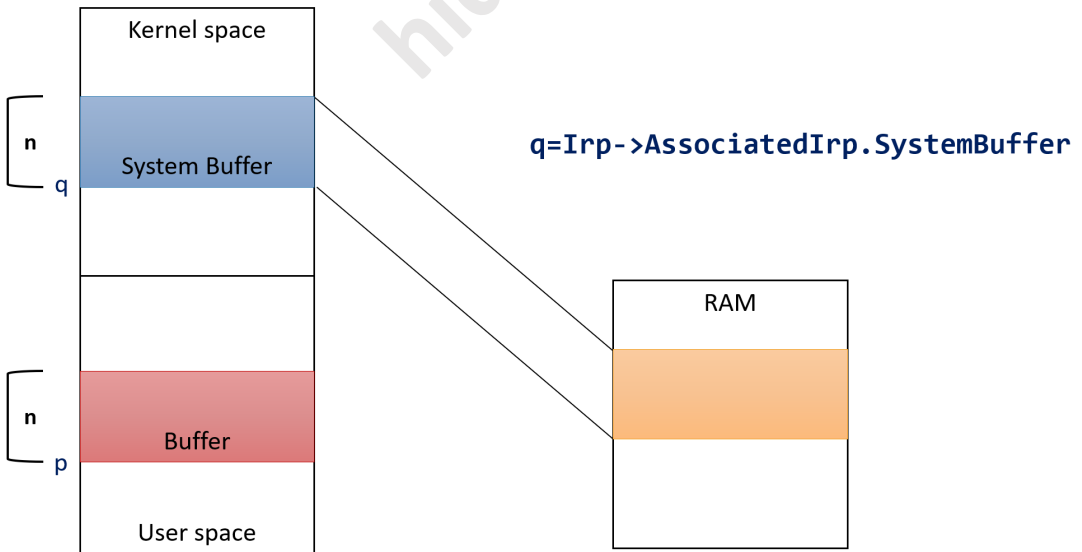 Kernel space
n
System Buffer
q
q=Irp->AssociatedIrp.SystemBuffer
RAM
n
Buffer
p
User space